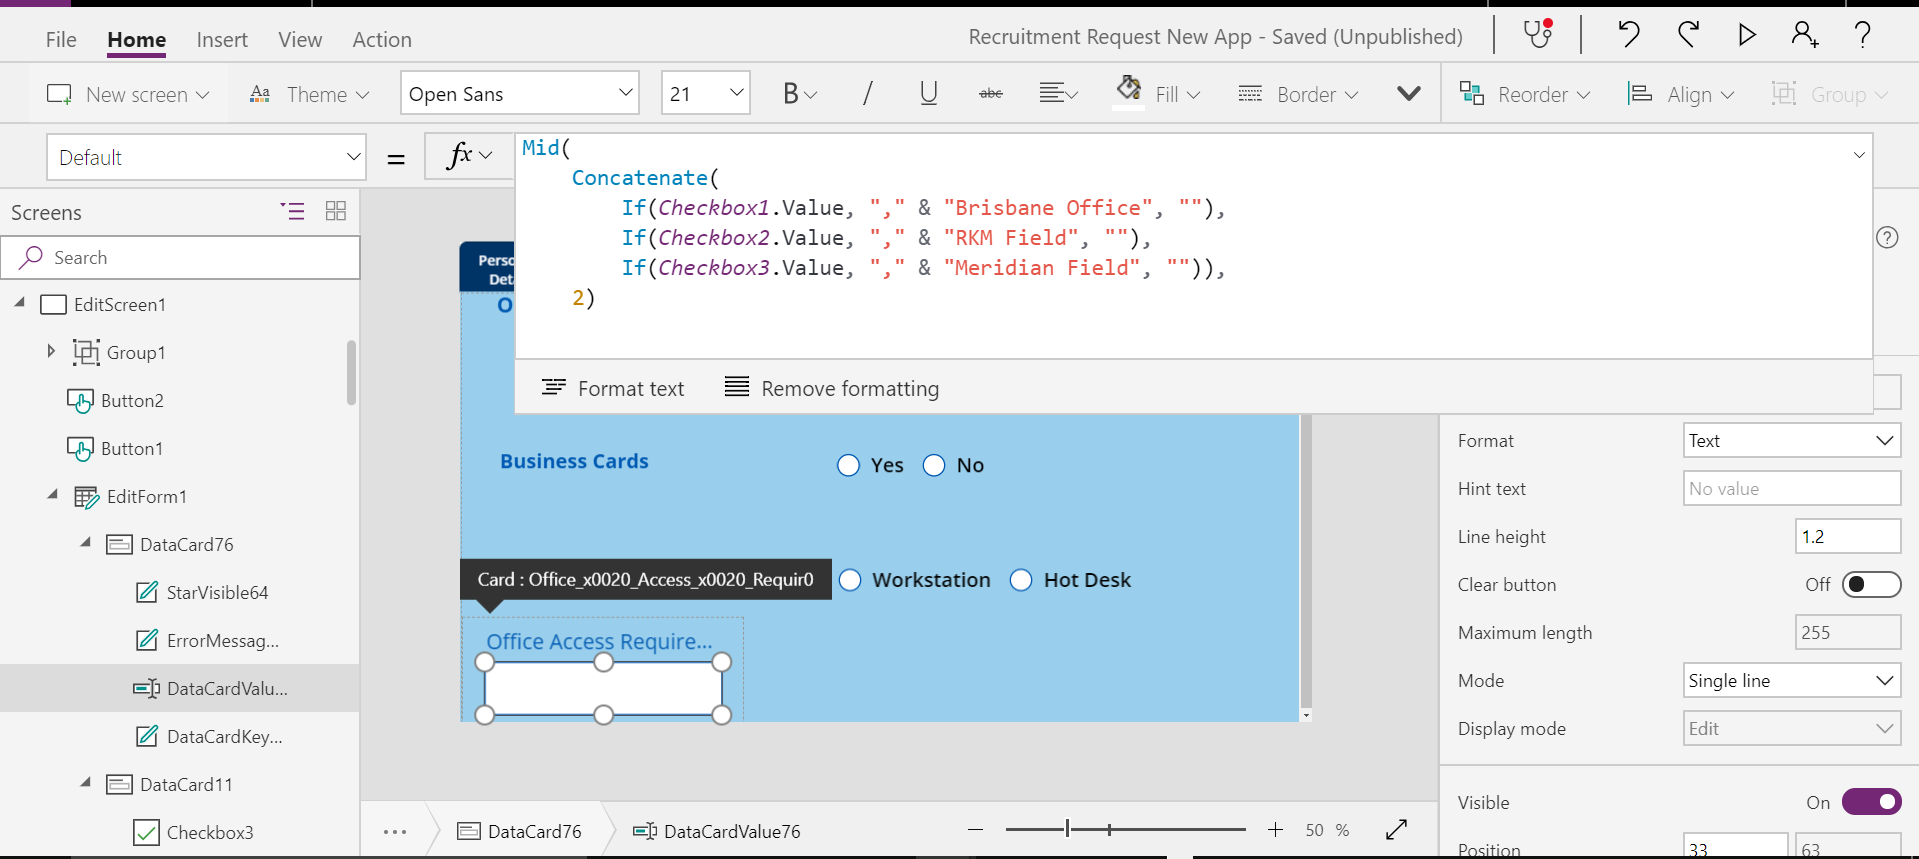 File Home Insert View Action Recruitment Request New App - Saved (Unpublished)
New screen Aa Theme Open Sans 21 B / U abc Fill Border Reorder Align Group
Default = fx Mid(
Concatenate(
If(Checkbox1.Value, "," & "Brisbane Office", ""),
If(Checkbox2.Value, "," & "RKM Field", ""),
If(Checkbox3.Value, "," & "Meridian Field", "")),
2)
Format text Remove formatting
Screens
Search
EditScreen1
Group1
Button2
Button1
EditForm1
DataCard76
StarVisible64
ErrorMessag...
DataCardValu...
DataCardKey...
DataCard11
Checkbox3
Perso
Det
O
Business Cards Yes No
Card : Office_x0020_Access_x0020_Requir0 Workstation Hot Desk
Office Access Require...
... DataCard76 DataCardValue76 50 %
Format Text
Hint text No value
Line height 1.2
Clear button Off
Maximum length 255
Mode Single line
Display mode Edit
Visible On
Position 33 63